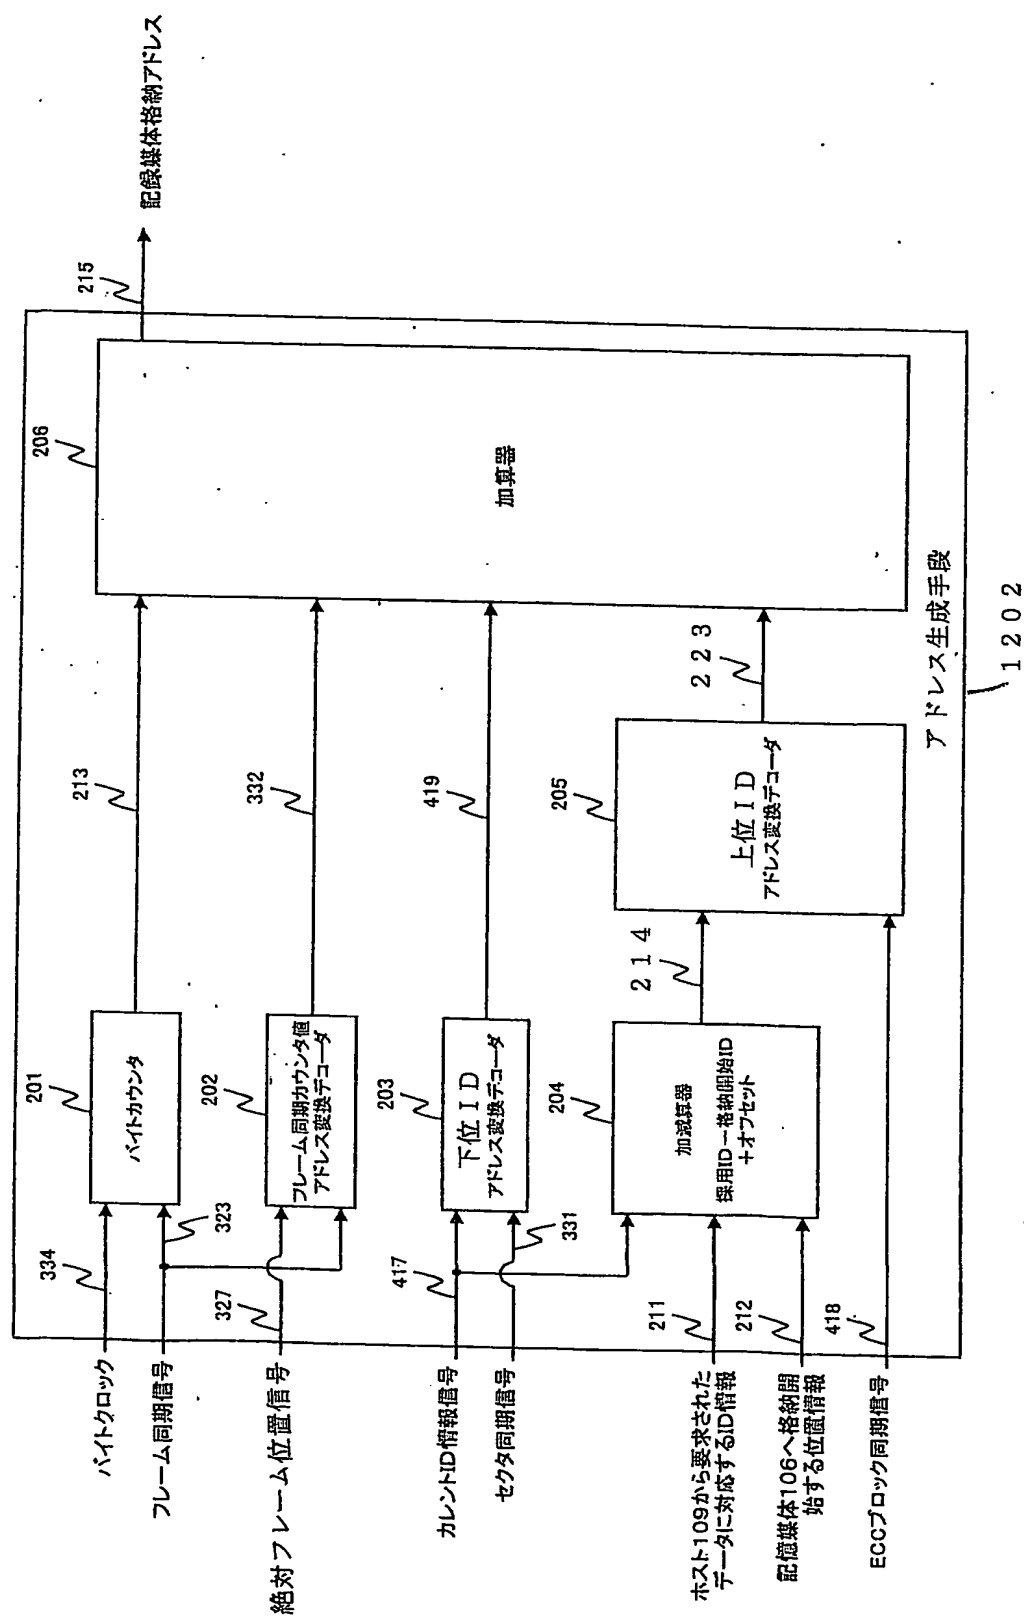 バイトクロック
334
フレーム同期信号
323
絶対フレーム位置信号
327
カレントID情報信号
417
セクタ同期信号
331
ホスト109から要求された
データに対応するID情報
211
記憶媒体106へ格納開
始する位置情報
212
ECCブロック同期信号
418
201
バイトカウンタ
202
フレーム同期カウンタ値
アドレス変換デコーダ
203
下位ID
アドレス変換デコーダ
204
加減算器
採用ID－格納開始ID
＋オフセット
213
332
419
214
205
上位ID
アドレス変換デコーダ
223
206
加算器
215
記録媒体格納アドレス
アドレス生成手段
1202